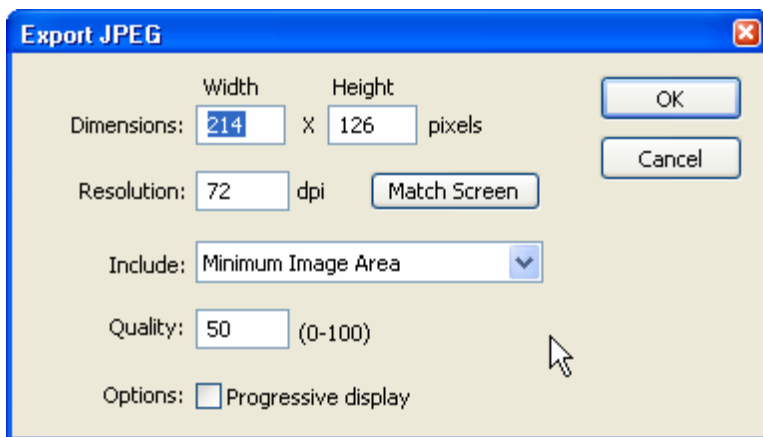 Export JPEG
Width Height
Dimensions: 214 X 126 pixels
OK
Cancel
Resolution: 72 dpi Match Screen
Include: Minimum Image Area
Quality: 50 (0-100)
Options: Progressive display